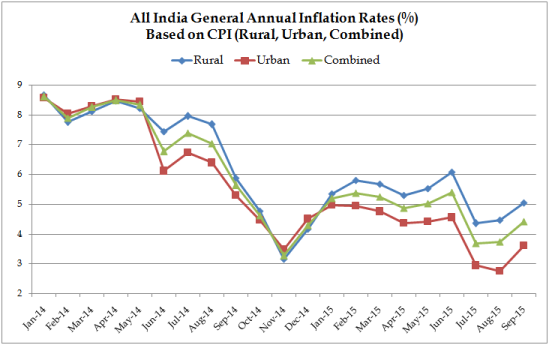 All India General Annual Inflation Rates (%)
Based on CPI (Rural, Urban, Combined)
Rural Urban Combined
9
8
7
6
5
4
3
2
Jan-14 Feb-14 Mar-14 Apr-14 May-14 Jun-14 Jul-14 Aug-14 Sep-14 Oct-14 Nov-14 Dec-14 Jan-15 Feb-15 Mar-15 Apr-15 May-15 Jun-15 Jul-15 Aug-15 Sep-15